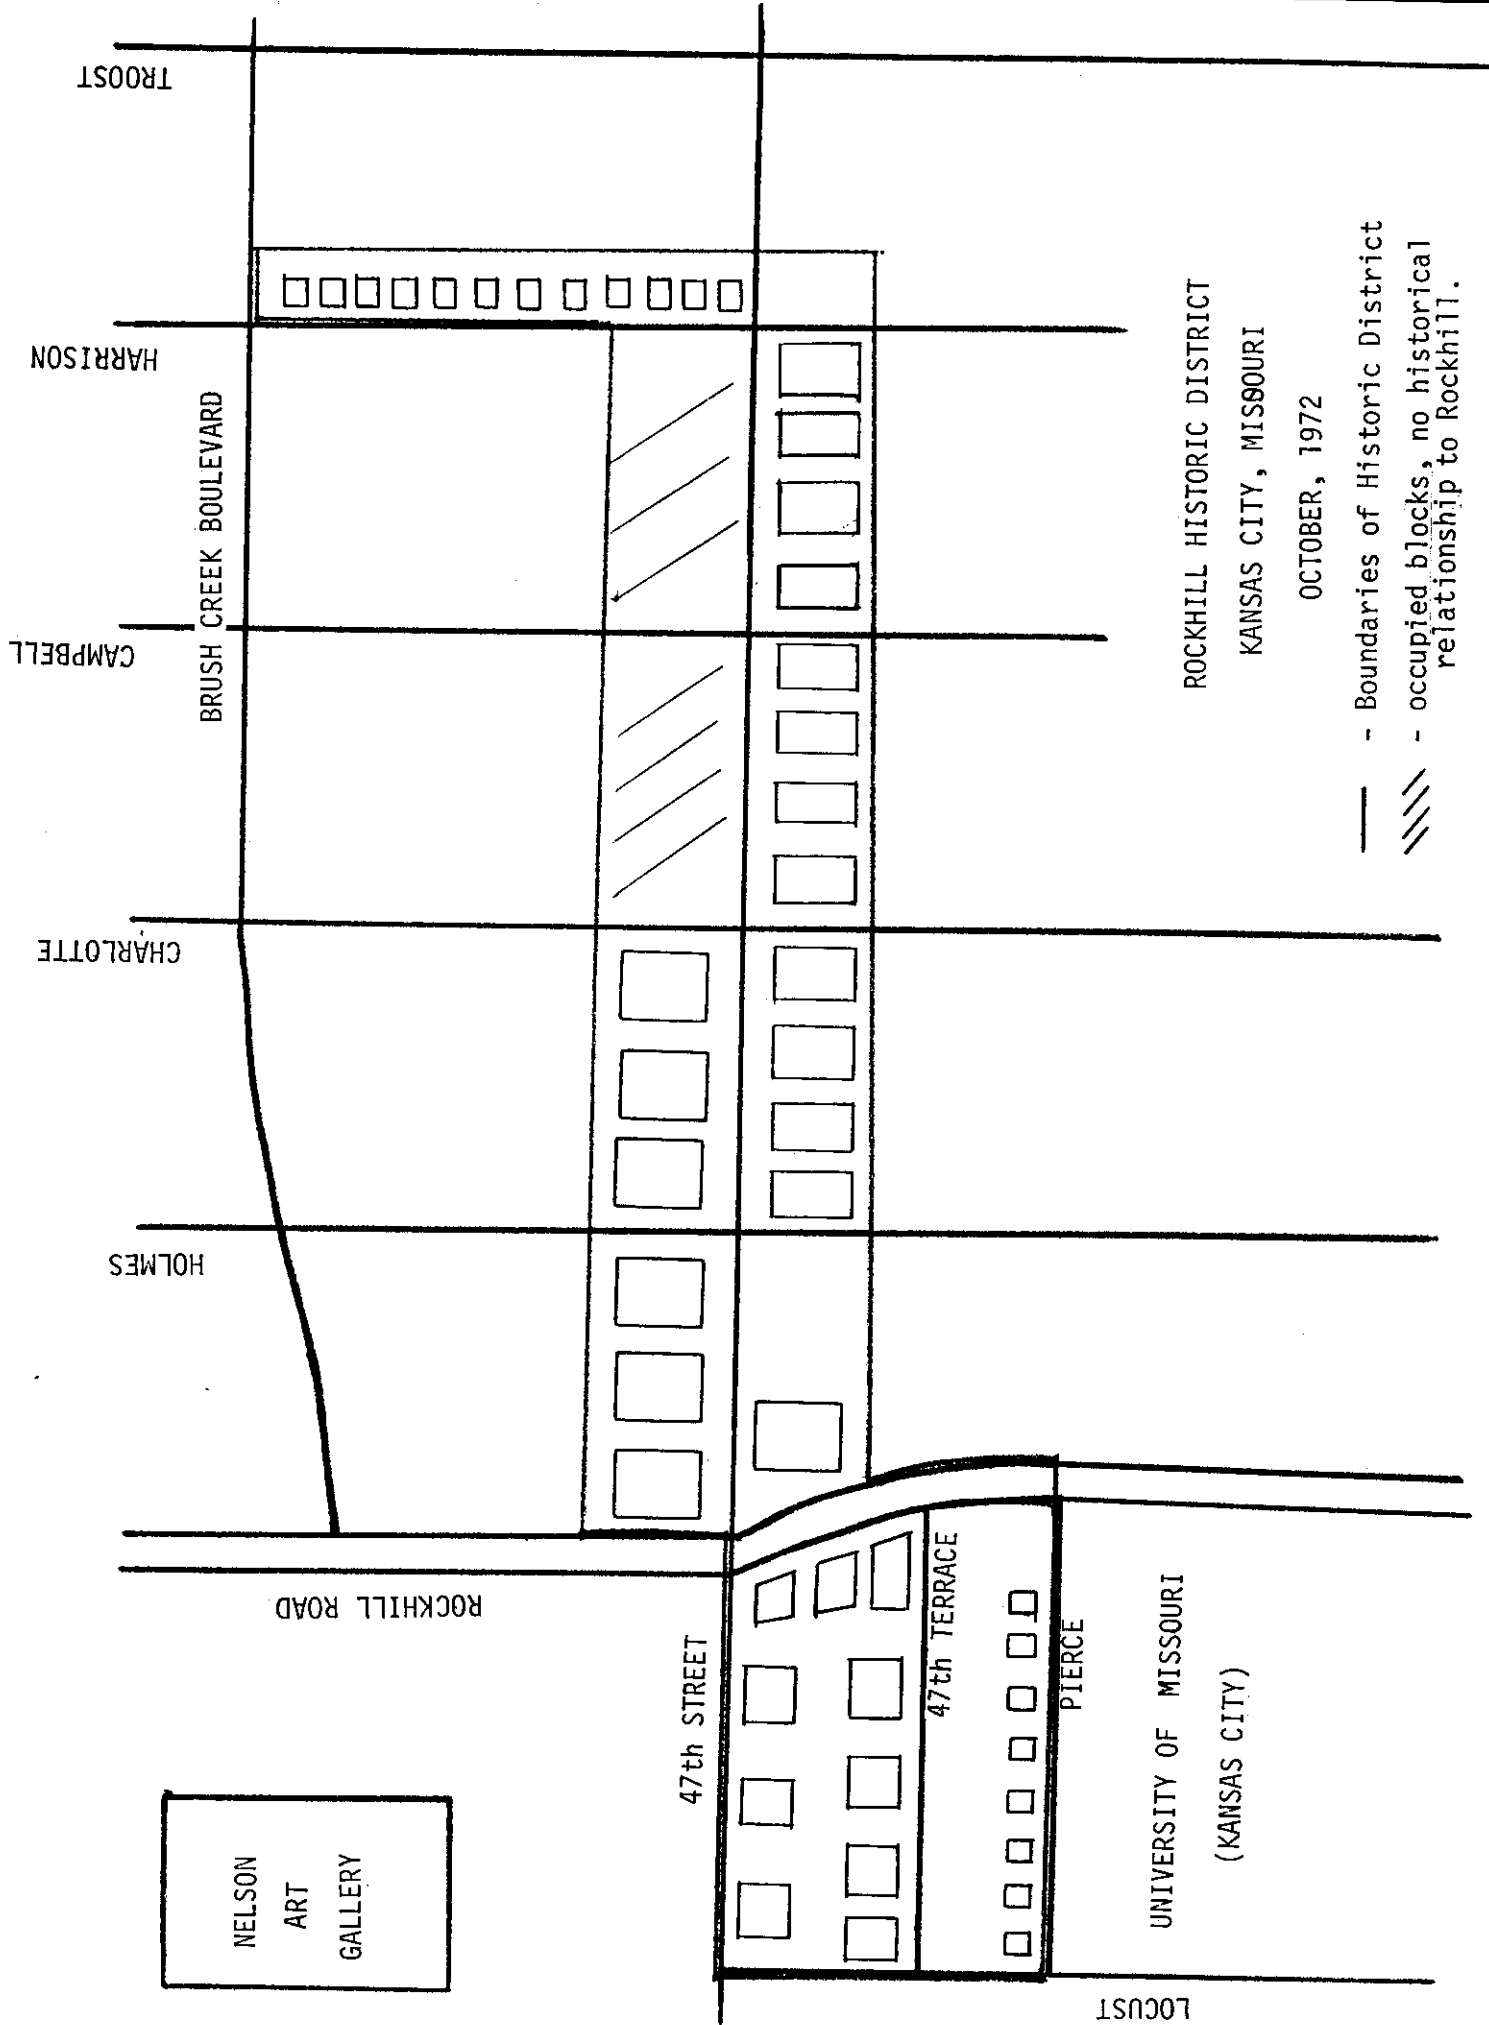 TROOST
HARRISON
CAMPBELL
CHARLOTTE
HOLMES
BRUSH CREEK BOULEVARD
ROCKHILL ROAD
NELSON
ART
GALLERY
47th STREET
47th TERRACE
PIERCE
UNIVERSITY OF MISSOURI
(KANSAS CITY)
LOCUST
ROCKHILL HISTORIC DISTRICT
KANSAS CITY, MISSOURI
OCTOBER, 1972
- Boundaries of Historic District
- occupied blocks, no historical
relationship to Rockhill.